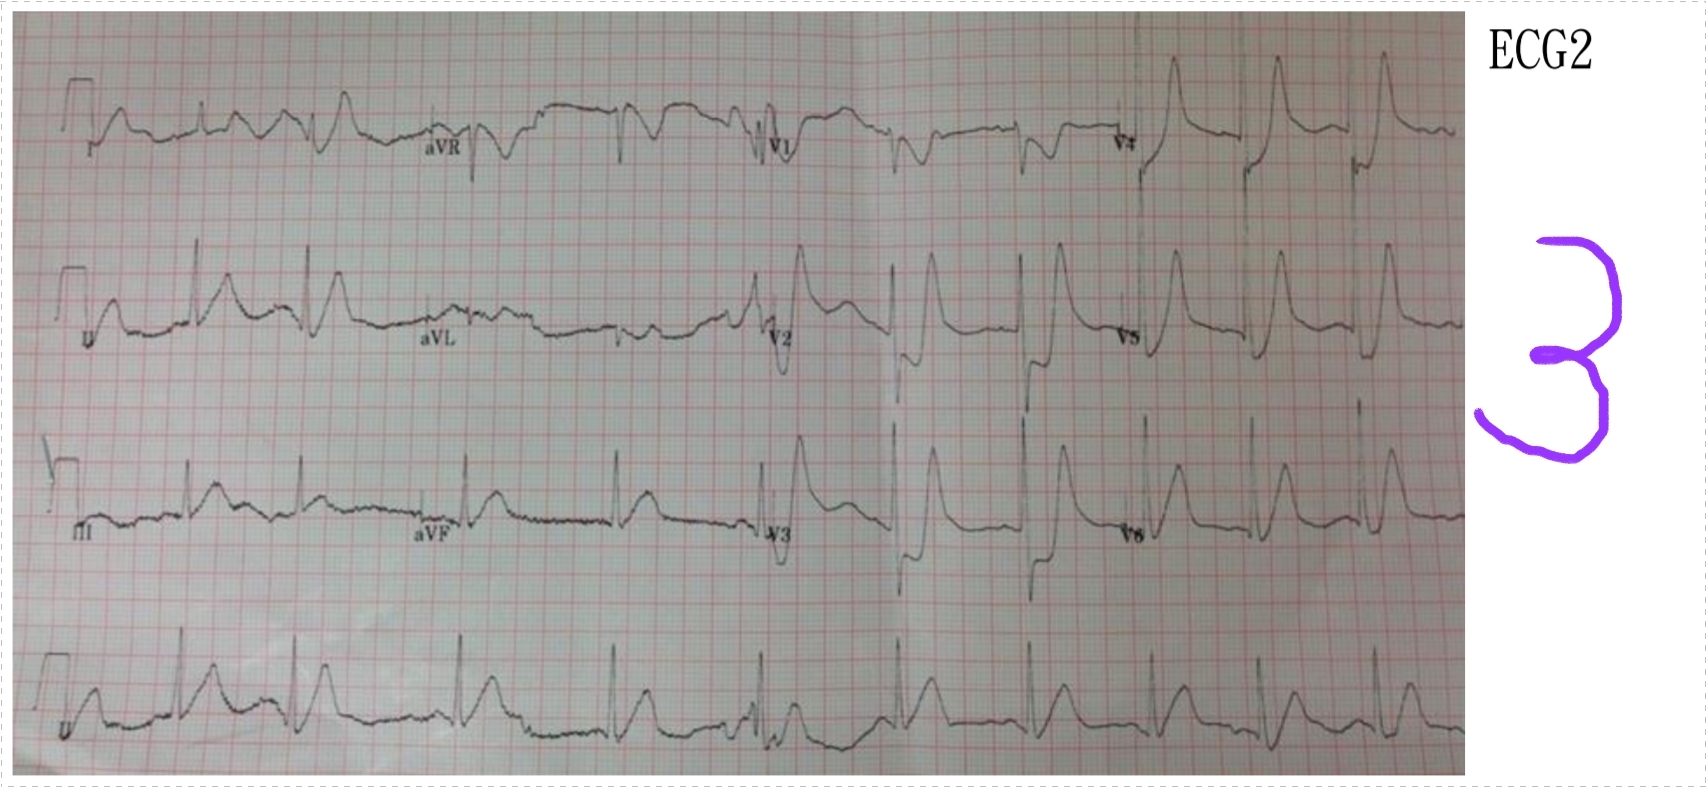 ECG2
I aVR V1 V4
II aVL V2 V5
III aVF V3 V6
II
3